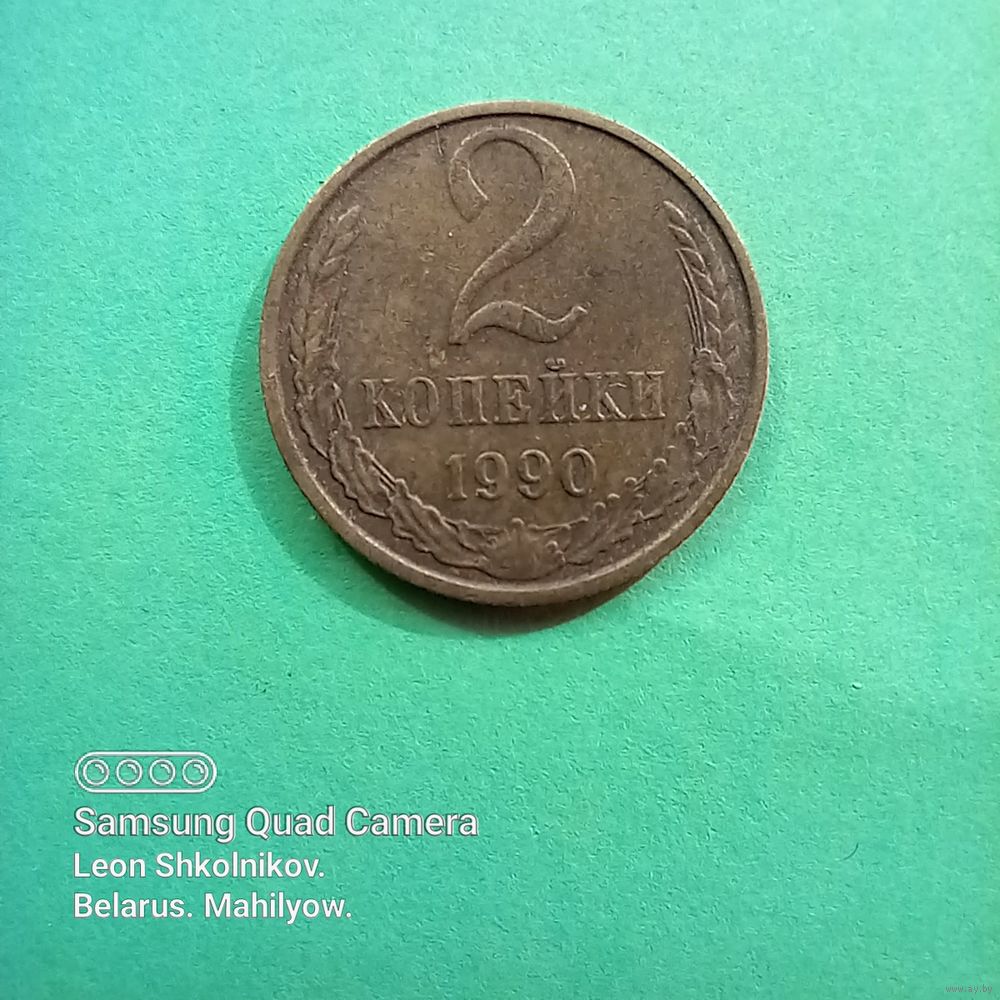 2
КОПЕЙКИ
1990
Samsung Quad Camera
Leon Shkolnikov.
Belarus. Mahilyow.
www.ay.by